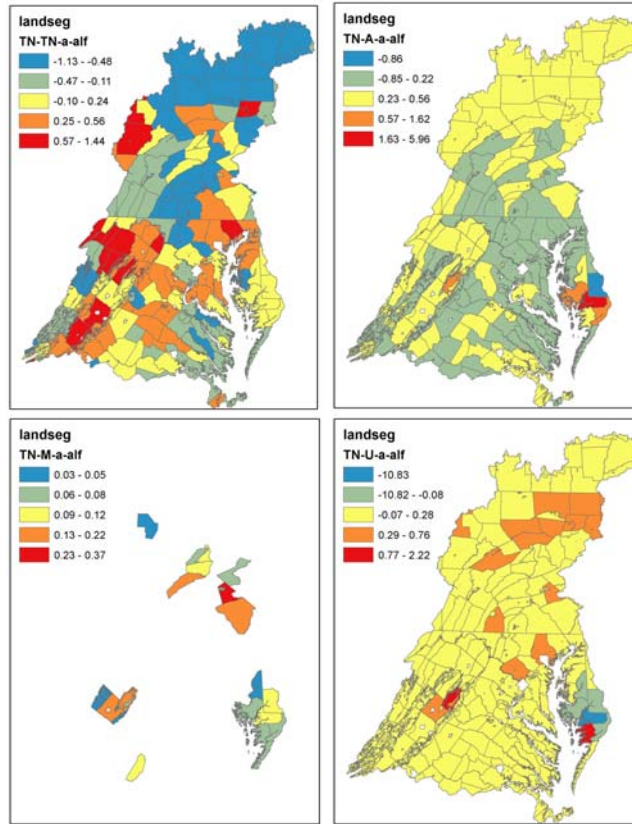 landseg
TN-TN-a-alf
-1.13 - -0.48
-0.47 - -0.11
-0.10 - 0.24
0.25 - 0.56
0.57 - 1.44
landseg
TN-A-a-alf
-0.86
-0.85 - 0.22
0.23 - 0.56
0.57 - 1.62
1.63 - 5.96
landseg
TN-M-a-alf
0.03 - 0.05
0.06 - 0.08
0.09 - 0.12
0.13 - 0.22
0.23 - 0.37
landseg
TN-U-a-alf
-10.83
-10.82 - -0.08
-0.07 - 0.28
0.29 - 0.76
0.77 - 2.22